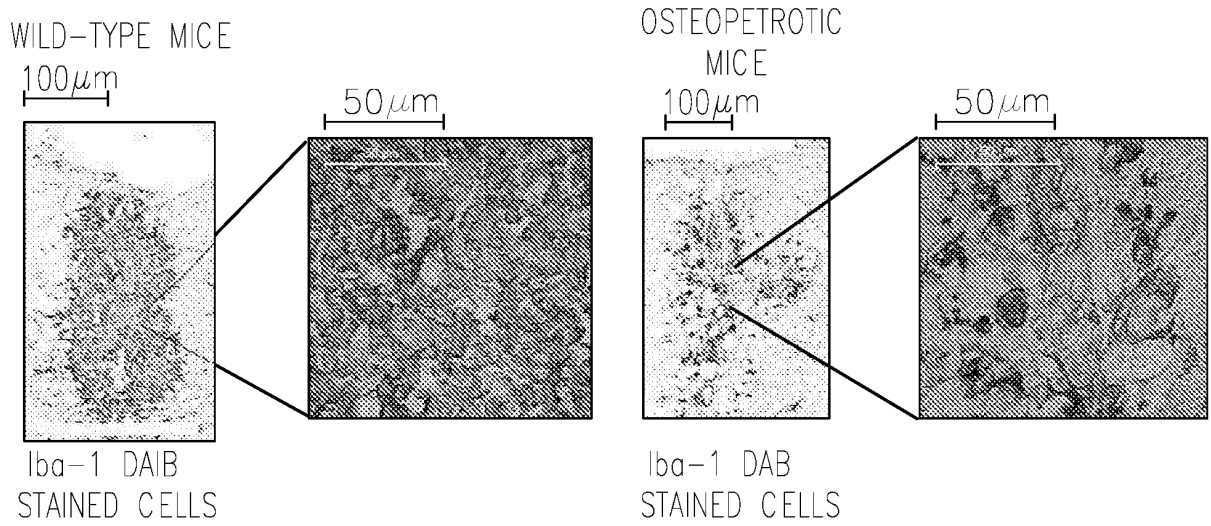 WILD-TYPE MICE
100μm
50μm
Iba-1 DAIB
STAINED CELLS
OSTEOPETROTIC
MICE
100μm
50μm
Iba-1 DAB
STAINED CELLS